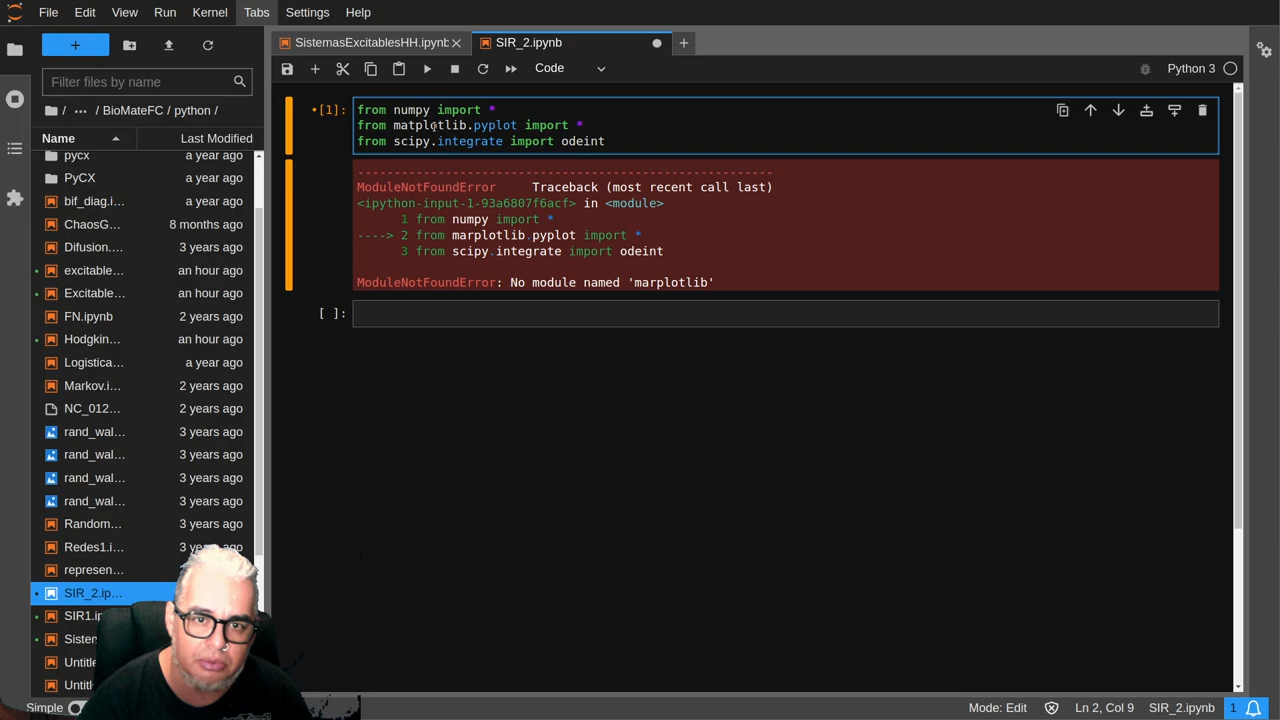 File Edit View Run Kernel Tabs Settings Help
+
SistemasExcitablesHH.ipynb
SIR_2.ipynb
Code
Python 3
Filter files by name
/ ··· / BioMateFC / python /
Name Last Modified
pycx a year ago
PyCX a year ago
bif_diag.i... a year ago
ChaosG... 8 months ago
Difusion.... 3 years ago
excitable... an hour ago
Excitable... an hour ago
FN.ipynb 2 years ago
Hodgkin... an hour ago
Logistica... a year ago
Markov.i... 2 years ago
NC_012... 2 years ago
rand_wal... 3 years ago
rand_wal... 3 years ago
rand_wal... 3 years ago
rand_wal... 3 years ago
Random... 3 years ago
Redes1.i... 3 years ago
represen...
SIR_2.ip...
Simple
[1]:
from numpy import *
from matplotlib.pyplot import *
from scipy.integrate import odeint
---------------------------------------------------------------------------
ModuleNotFoundError Traceback (most recent call last)
<ipython-input-1-93a6807f6acf> in <module>
1 from numpy import *
----> 2 from marplotlib.pyplot import *
3 from scipy.integrate import odeint
ModuleNotFoundError: No module named 'marplotlib'
[ ]:
Mode: Edit
Ln 2, Col 9
SIR_2.ipynb
1